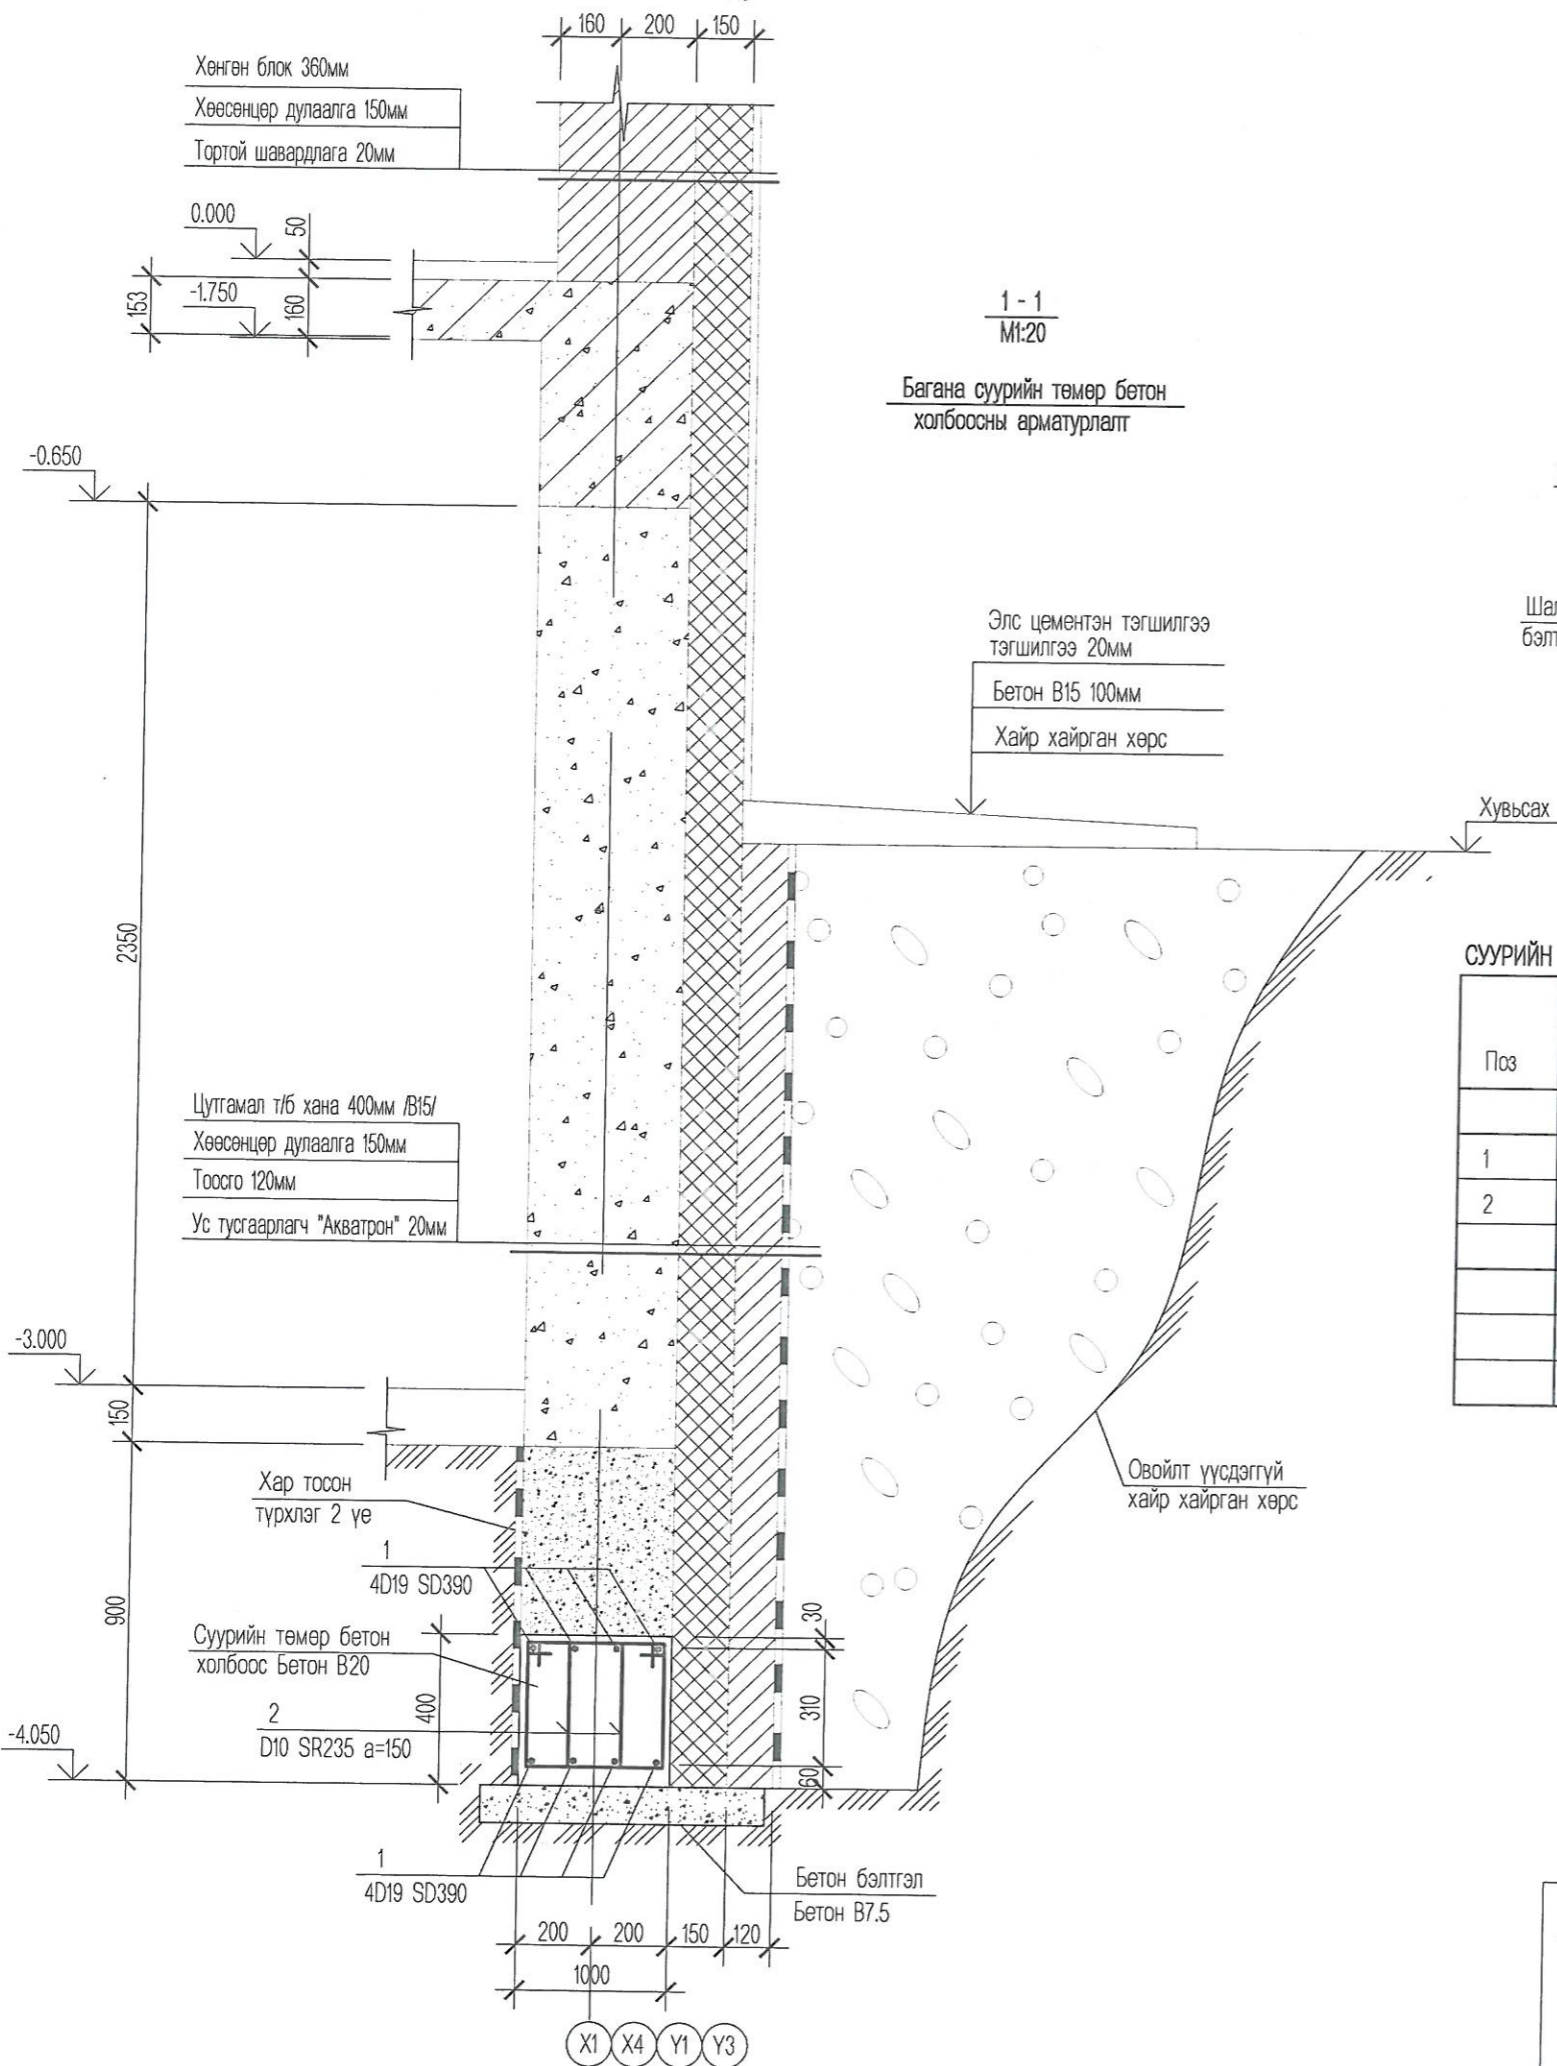 160 200 150
Хөнгөн блок 360мм
Хөөсөнцөр дулаалга 150мм
Тортой шавардлага 20мм
0.000
50
153
-1.750
160
1 - 1
М1:20
Багана суурийн төмөр бетон
холбоосны арматурлалт
-0.650
Элс цементэн тэгшилгээ
тэгшилгээ 20мм
Бетон В15 100мм
Хайр хайрган хөрс
Хувьсах
2350
СУУРИЙН
Поз
1
2
Цутгамал т/б хана 400мм /В15/
Хөөсөнцөр дулаалга 150мм
Тоосго 120мм
Ус тусгаарлагч "Акватрон" 20мм
-3.000
150
Хар тосон
түрхлэг 2 үе
Овойлт үүсдэггүй
хайр хайрган хөрс
1
4D19 SD390
900
30
Суурийн төмөр бетон
холбоос Бетон В20
400
310
2
D10 SR235 a=150
-4.050
60
1
4D19 SD390
Бетон бэлтгэл
Бетон В7.5
200 200 150 120
1000
X1 X4 Y1 Y3